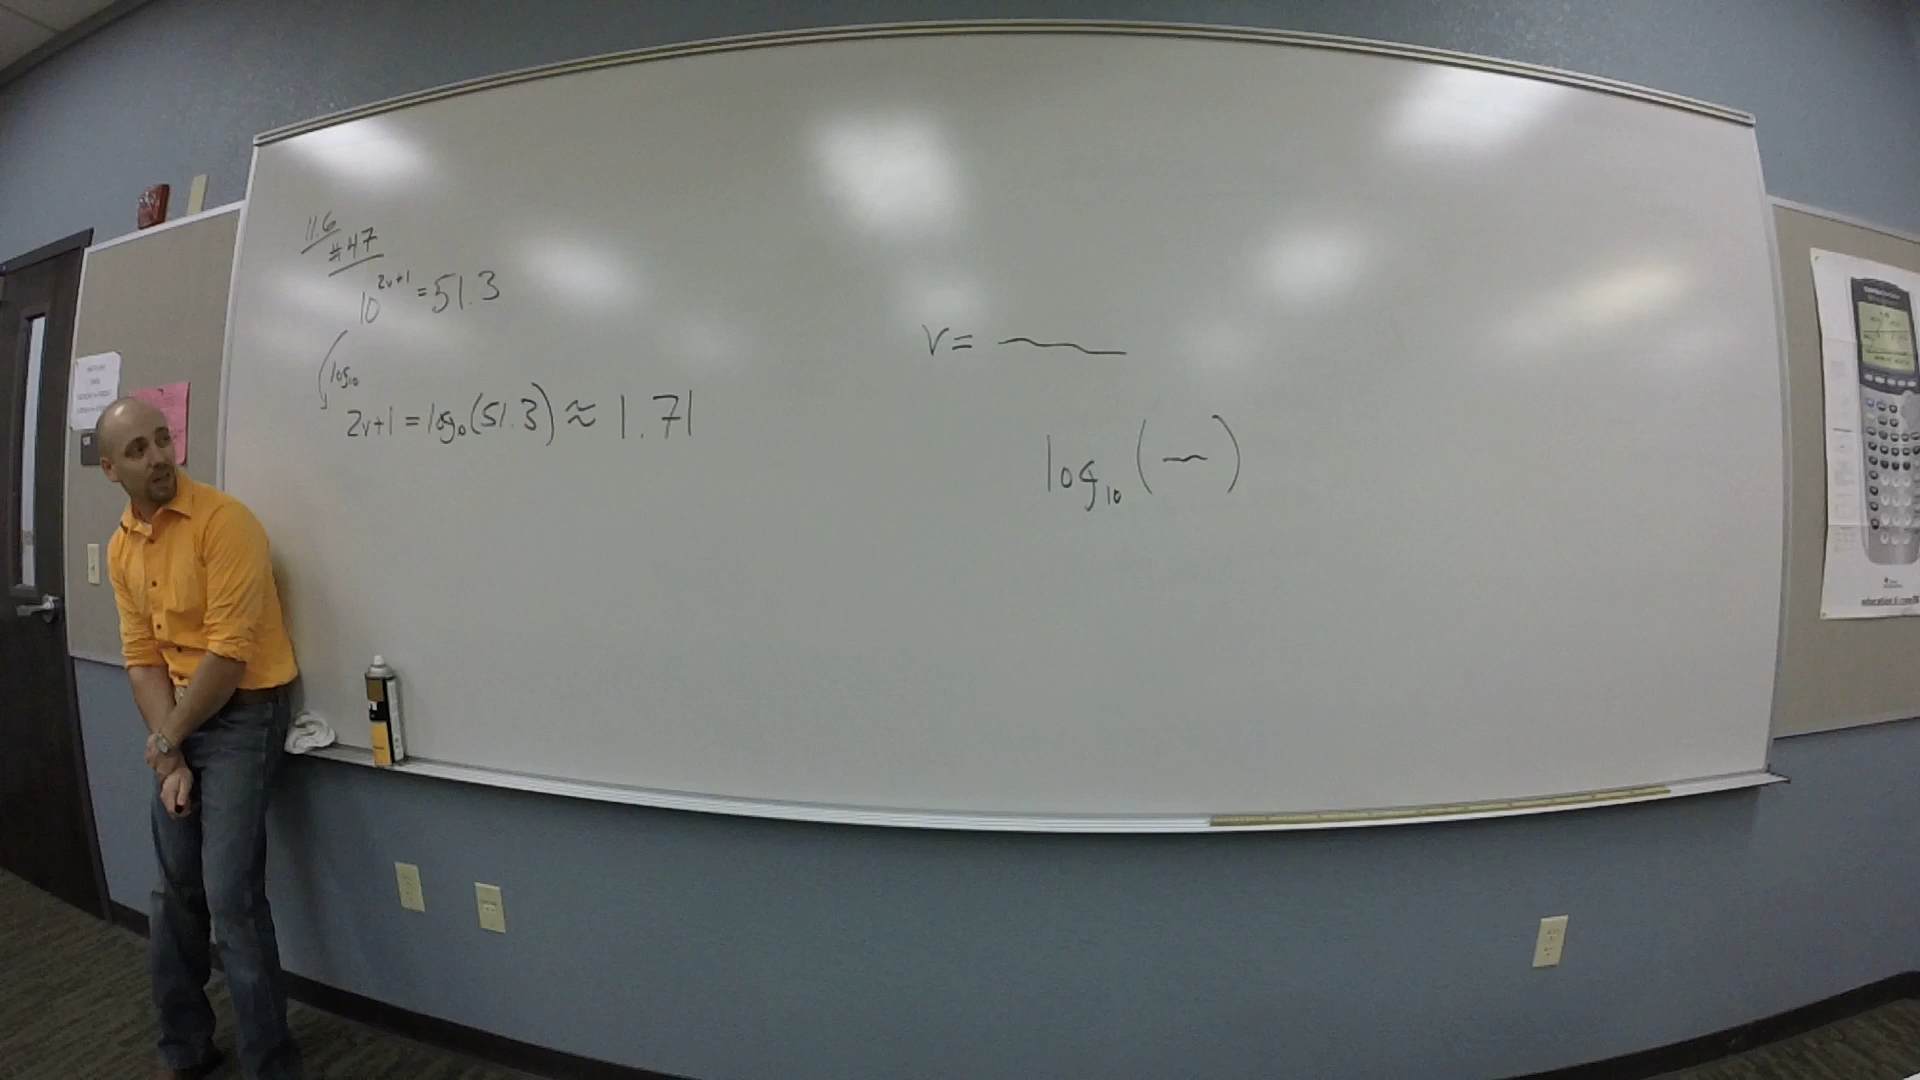 11.6
#47
10^{2v+1} = 51.3
log₁₀
2v+1 = log₁₀(51.3) ≈ 1.71
v =
log₁₀( )